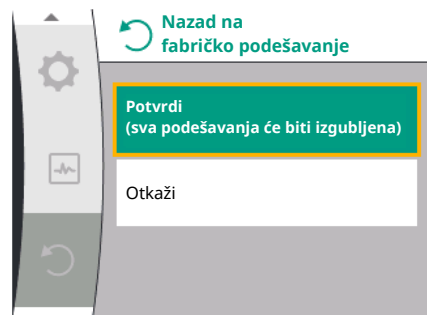 Nazad na
fabričko podešavanje
Potvrdi
(sva podešavanja će biti izgubljena)
Otkaži